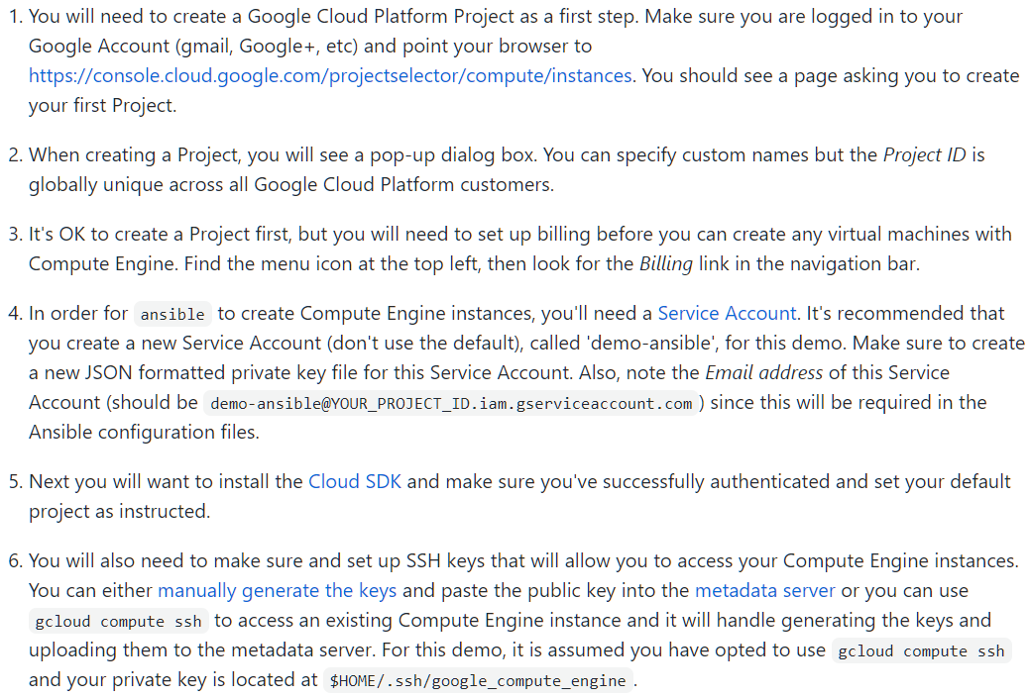 1. You will need to create a Google Cloud Platform Project as a first step. Make sure you are logged in to your
Google Account (gmail, Google+, etc) and point your browser to
https://console.cloud.google.com/projectselector/compute/instances. You should see a page asking you to create
your first Project.
2. When creating a Project, you will see a pop-up dialog box. You can specify custom names but the Project ID is
globally unique across all Google Cloud Platform customers.
3. It's OK to create a Project first, but you will need to set up billing before you can create any virtual machines with
Compute Engine. Find the menu icon at the top left, then look for the Billing link in the navigation bar.
4. In order for ansible to create Compute Engine instances, you'll need a Service Account. It's recommended that
you create a new Service Account (don't use the default), called 'demo-ansible', for this demo. Make sure to create
a new JSON formatted private key file for this Service Account. Also, note the Email address of this Service
Account (should be demo-ansible@YOUR_PROJECT_ID.iam.gserviceaccount.com ) since this will be required in the
Ansible configuration files.
5. Next you will want to install the Cloud SDK and make sure you've successfully authenticated and set your default
project as instructed.
6. You will also need to make sure and set up SSH keys that will allow you to access your Compute Engine instances.
You can either manually generate the keys and paste the public key into the metadata server or you can use
gcloud compute ssh to access an existing Compute Engine instance and it will handle generating the keys and
uploading them to the metadata server. For this demo, it is assumed you have opted to use gcloud compute ssh
and your private key is located at $HOME/.ssh/google_compute_engine .